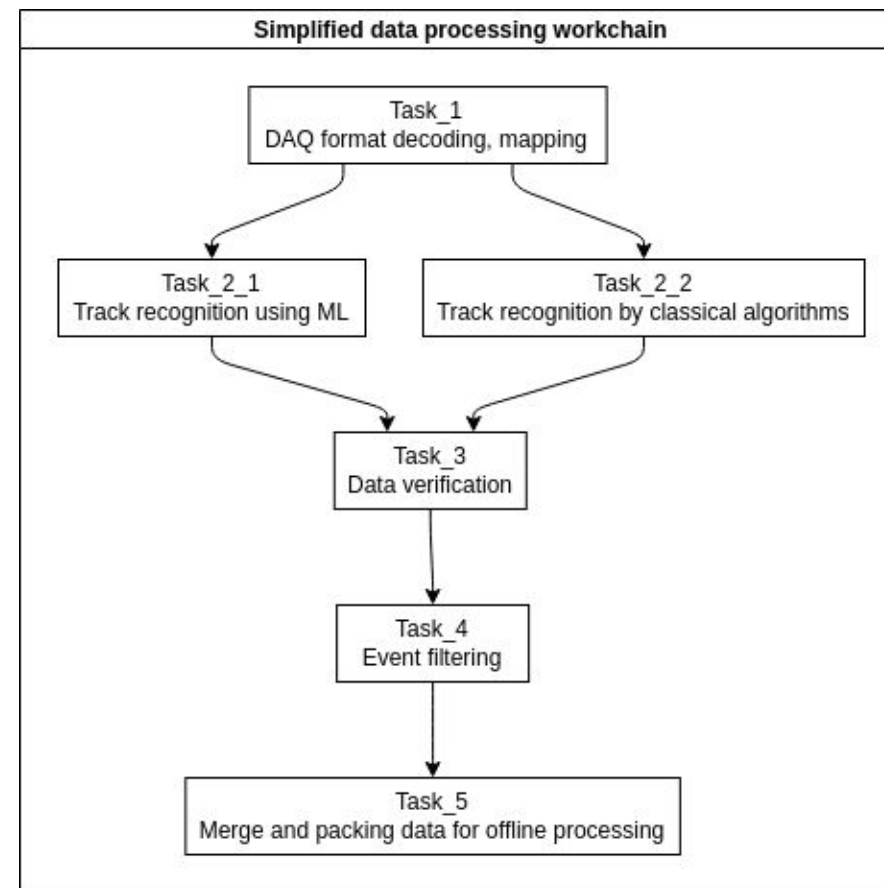 Simplified data processing workchain
Task_1
DAQ format decoding, mapping
Task_2_1
Track recognition using ML
Task_2_2
Track recognition by classical algorithms
Task_3
Data verification
Task_4
Event filtering
Task_5
Merge and packing data for offline processing